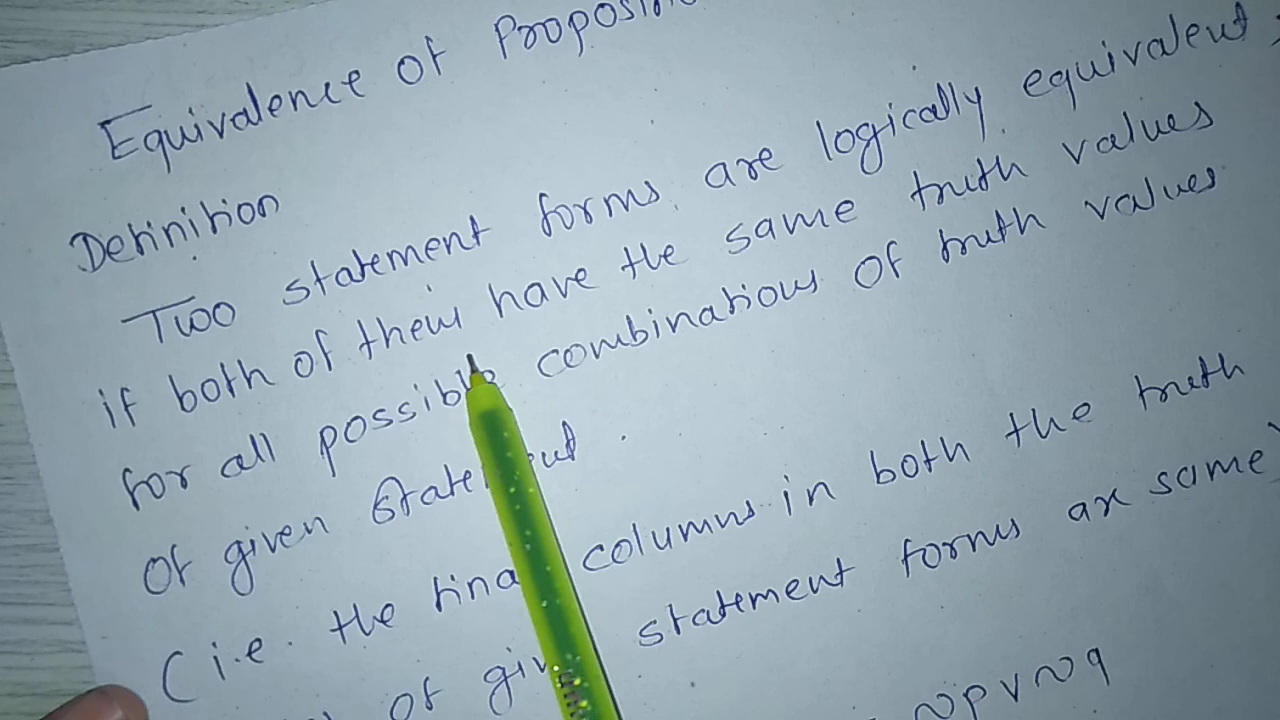 Equivalence of
Definition
Two statement forms are logically equivalent,
if both of them have the same truth values
for all possible combinations of truth values
of given
(i.e. the final columns in both the truth
of statement forms are same)
~p∨~q